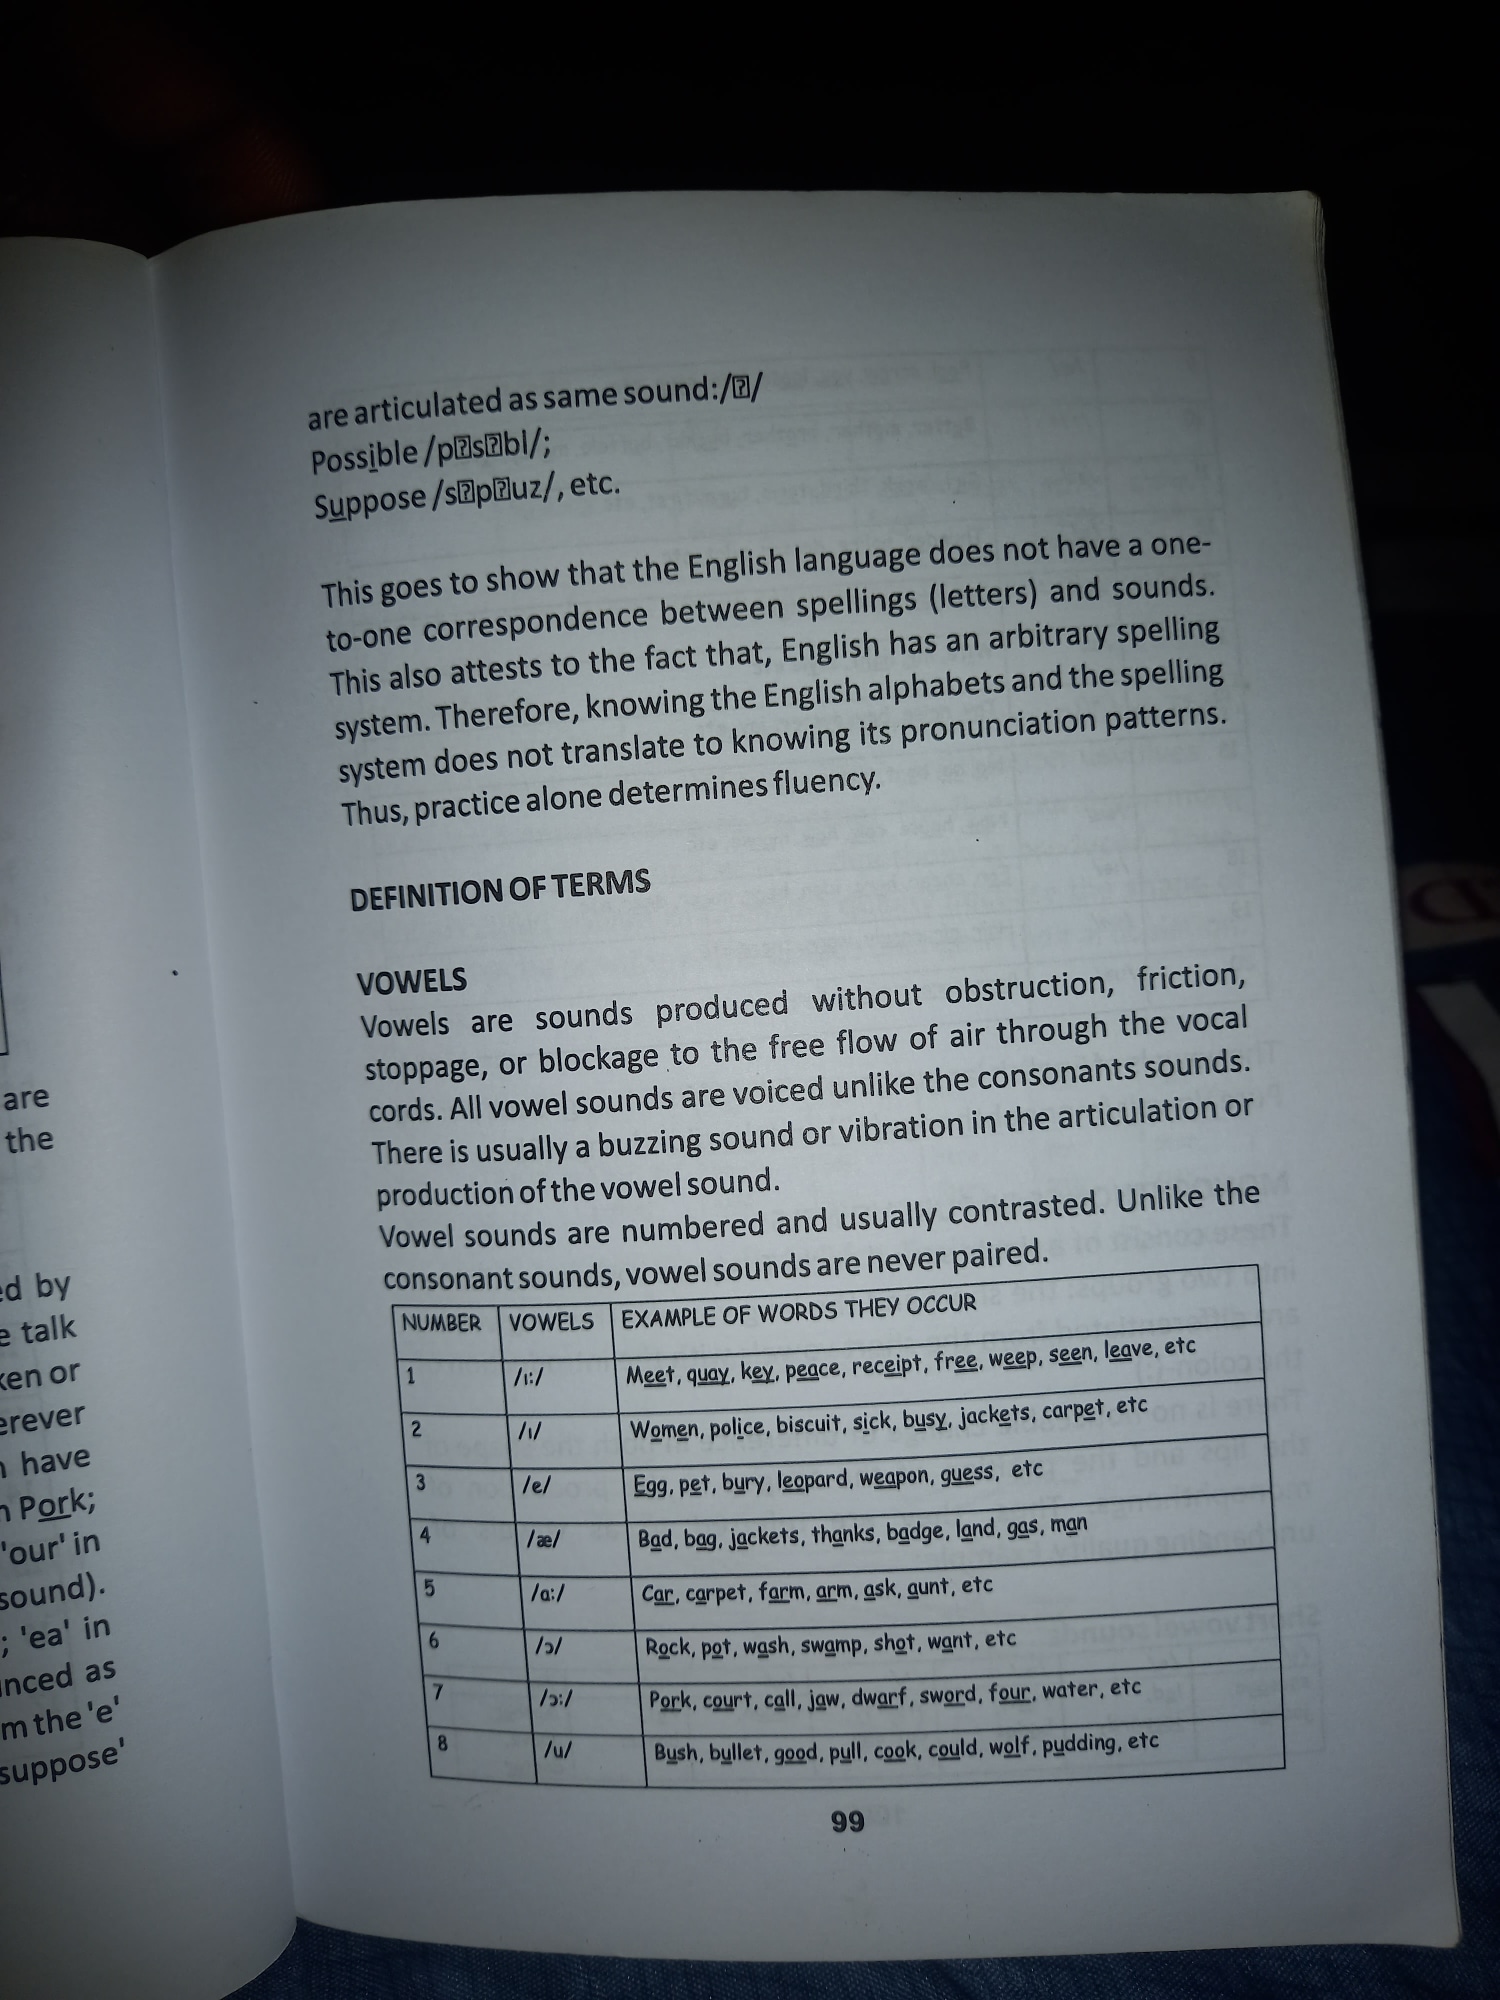 are
the
ed by
e talk
ken or
erever
n have
n Pork;
'our' in
sound).
; 'ea' in
nced as
m the 'e'
suppose'
are articulated as same sound:/�/
Possible /p�s�bl/;
Suppose /s�p�uz/, etc.
This goes to show that the English language does not have a one-
to-one correspondence between spellings (letters) and sounds.
This also attests to the fact that, English has an arbitrary spelling
system. Therefore, knowing the English alphabets and the spelling
system does not translate to knowing its pronunciation patterns.
Thus, practice alone determines fluency.
DEFINITION OF TERMS
VOWELS
Vowels are sounds produced without obstruction, friction,
stoppage, or blockage to the free flow of air through the vocal
cords. All vowel sounds are voiced unlike the consonants sounds.
There is usually a buzzing sound or vibration in the articulation or
production of the vowel sound.
Vowel sounds are numbered and usually contrasted. Unlike the
consonant sounds, vowel sounds are never paired.
NUMBER VOWELS EXAMPLE OF WORDS THEY OCCUR
1 /ı:/ Meet, quay, key, peace, receipt, free, weep, seen, leave, etc
2 /ı/ Women, police, biscuit, sick, busy, jackets, carpet, etc
3 /e/ Egg, pet, bury, leopard, weapon, guess, etc
4 /æ/ Bad, bag, jackets, thanks, badge, land, gas, man
5 /ɑ:/ Car, carpet, farm, arm, ask, aunt, etc
6 /ɔ/ Rock, pot, wash, swamp, shot, want, etc
7 /ɔ:/ Pork, court, call, jaw, dwarf, sword, four, water, etc
8 /u/ Bush, bullet, good, pull, cook, could, wolf, pudding, etc
99